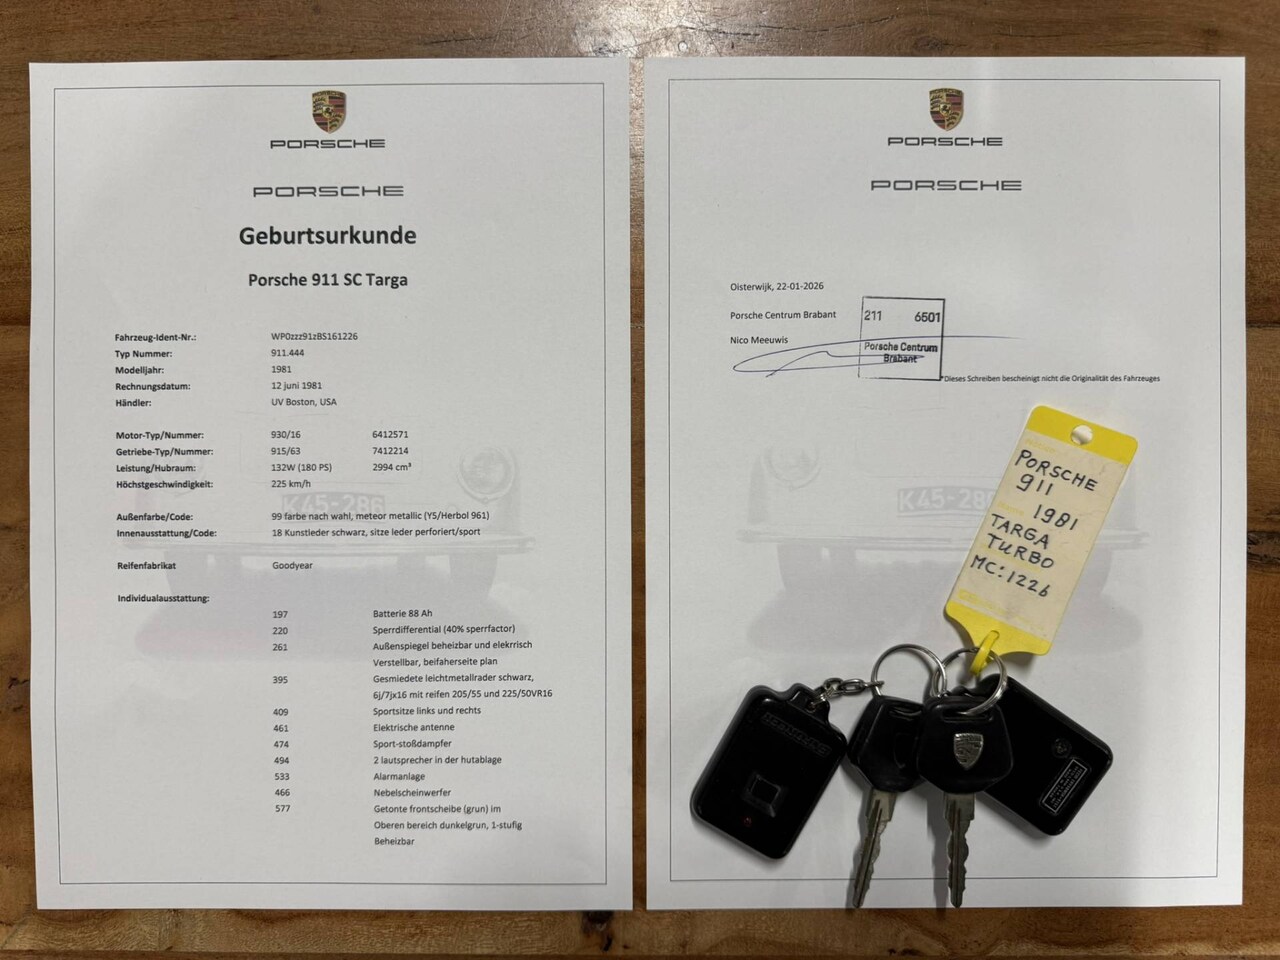 PORSCHE
PORSCHE
Geburtsurkunde
Porsche 911 SC Targa
Fahrzeug-Ident-Nr.: WP0zzz91zBS161226
Typ Nummer: 911.444
Modelljahr: 1981
Rechnungsdatum: 12 juni 1981
Händler: UV Boston, USA
Motor-Typ/Nummer: 930/16 6412571
Getriebe-Typ/Nummer: 915/63 7412214
Leistung/Hubraum: 132W (180 PS) 2994 cm³
Höchstgeschwindigkeit: 225 km/h
K45-286
Außenfarbe/Code: 99 farbe nach wahl, meteor metallic (Y5/Herbol 961)
Innenausstattung/Code: 18 Kunstleder schwarz, sitze leder perforiert/sport
Reifenfabrikat Goodyear
Individualausstattung:
197 Batterie 88 Ah
220 Sperrdifferential (40% sperrfactor)
261 Außenspiegel beheizbar und elekrrisch
Verstellbar, beifaherseite plan
395 Gesmiedete leichtmetallrader schwarz,
6j/7jx16 mit reifen 205/55 und 225/50VR16
409 Sportsitze links und rechts
461 Elektrische antenne
474 Sport-stoßdampfer
494 2 lautsprecher in der hutablage
533 Alarmanlage
466 Nebelscheinwerfer
577 Getonte frontscheibe (grun) im
Oberen bereich dunkelgrun, 1-stufig
Beheizbar
PORSCHE
PORSCHE
Oisterwijk, 22-01-2026
Porsche Centrum Brabant
Nico Meeuwis
211 6501
Porsche Centrum
Brabant
*Dieses Schreiben bescheinigt nicht die Originalität des Fahrzeuges
K45-286
PORSCHE
911
1981
TARGA
TURBO
MC:1226